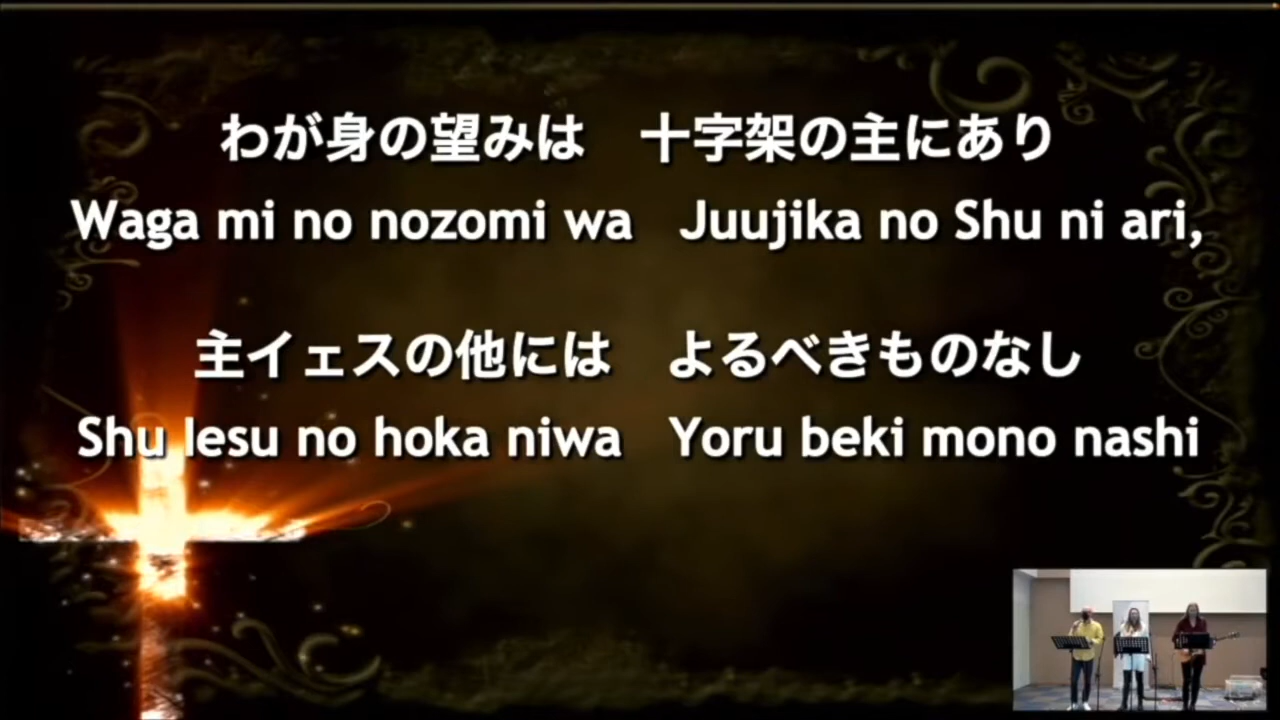 わが身の望みは　十字架の主にあり
Waga mi no nozomi wa　Juujika no Shu ni ari,
主イェスの他には　よるべきものなし
Shu Iesu no hoka niwa　Yoru beki mono nashi